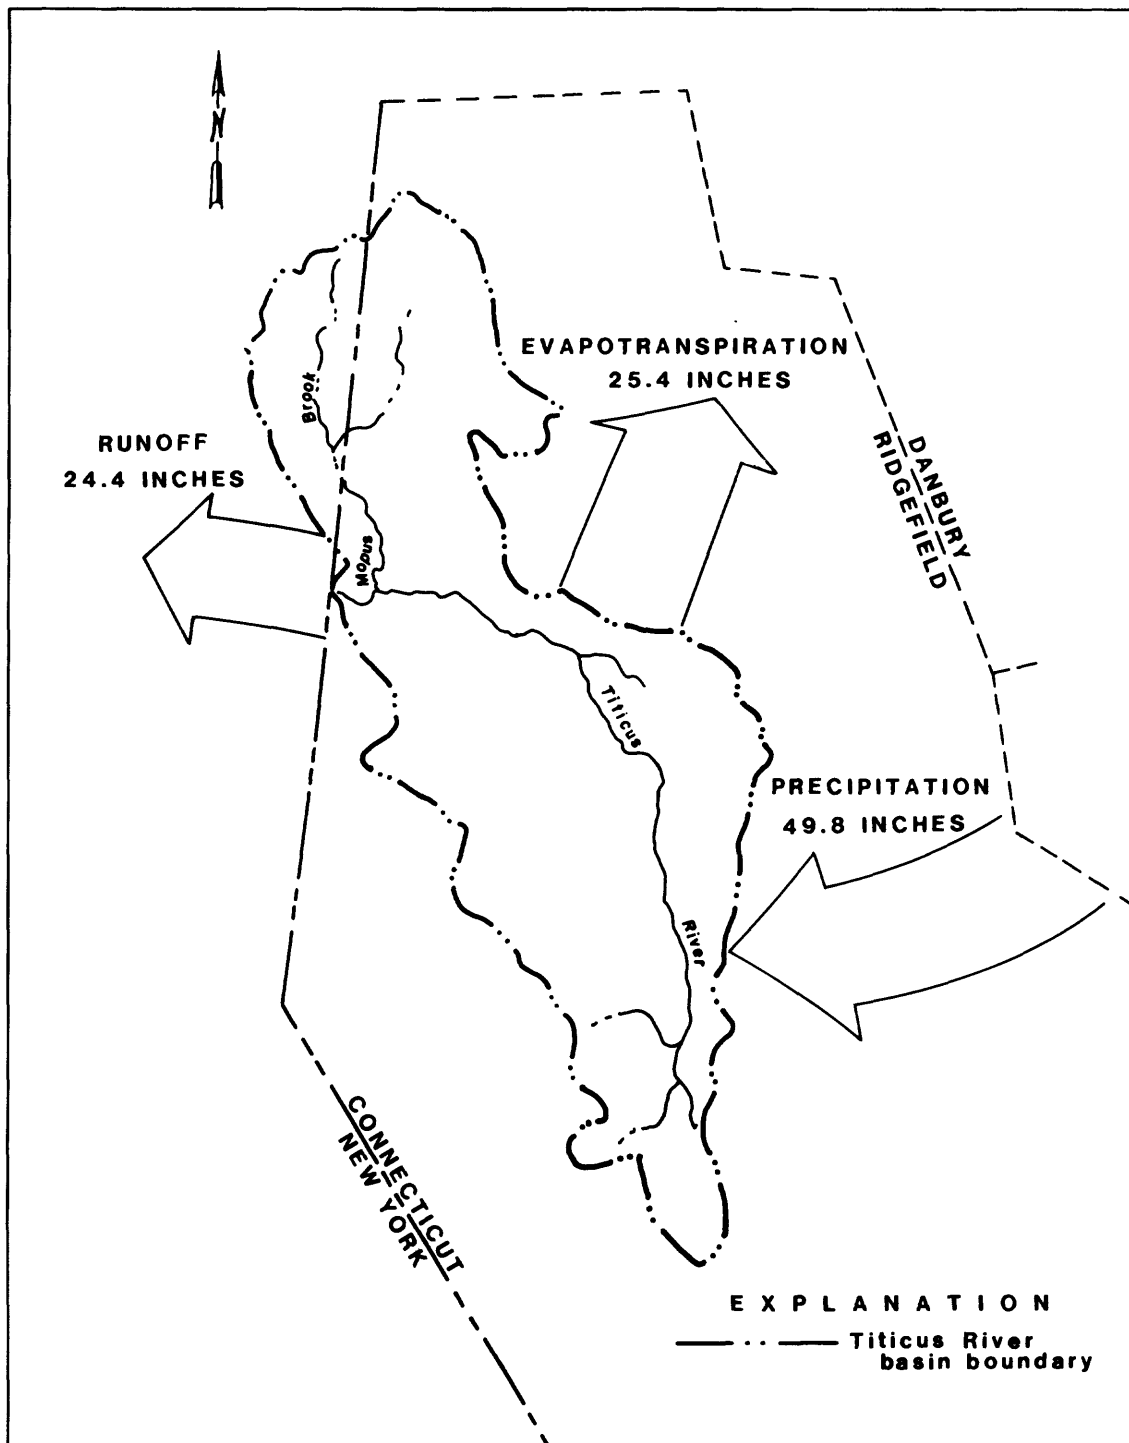 N
EVAPOTRANSPIRATION
25.4 INCHES
Brook
RUNOFF
24.4 INCHES
DANBURY
RIDGEFIELD
Mopus
Titicus
PRECIPITATION
49.8 INCHES
River
CONNECTICUT
NEW YORK
EXPLANATION
Titicus River
basin boundary